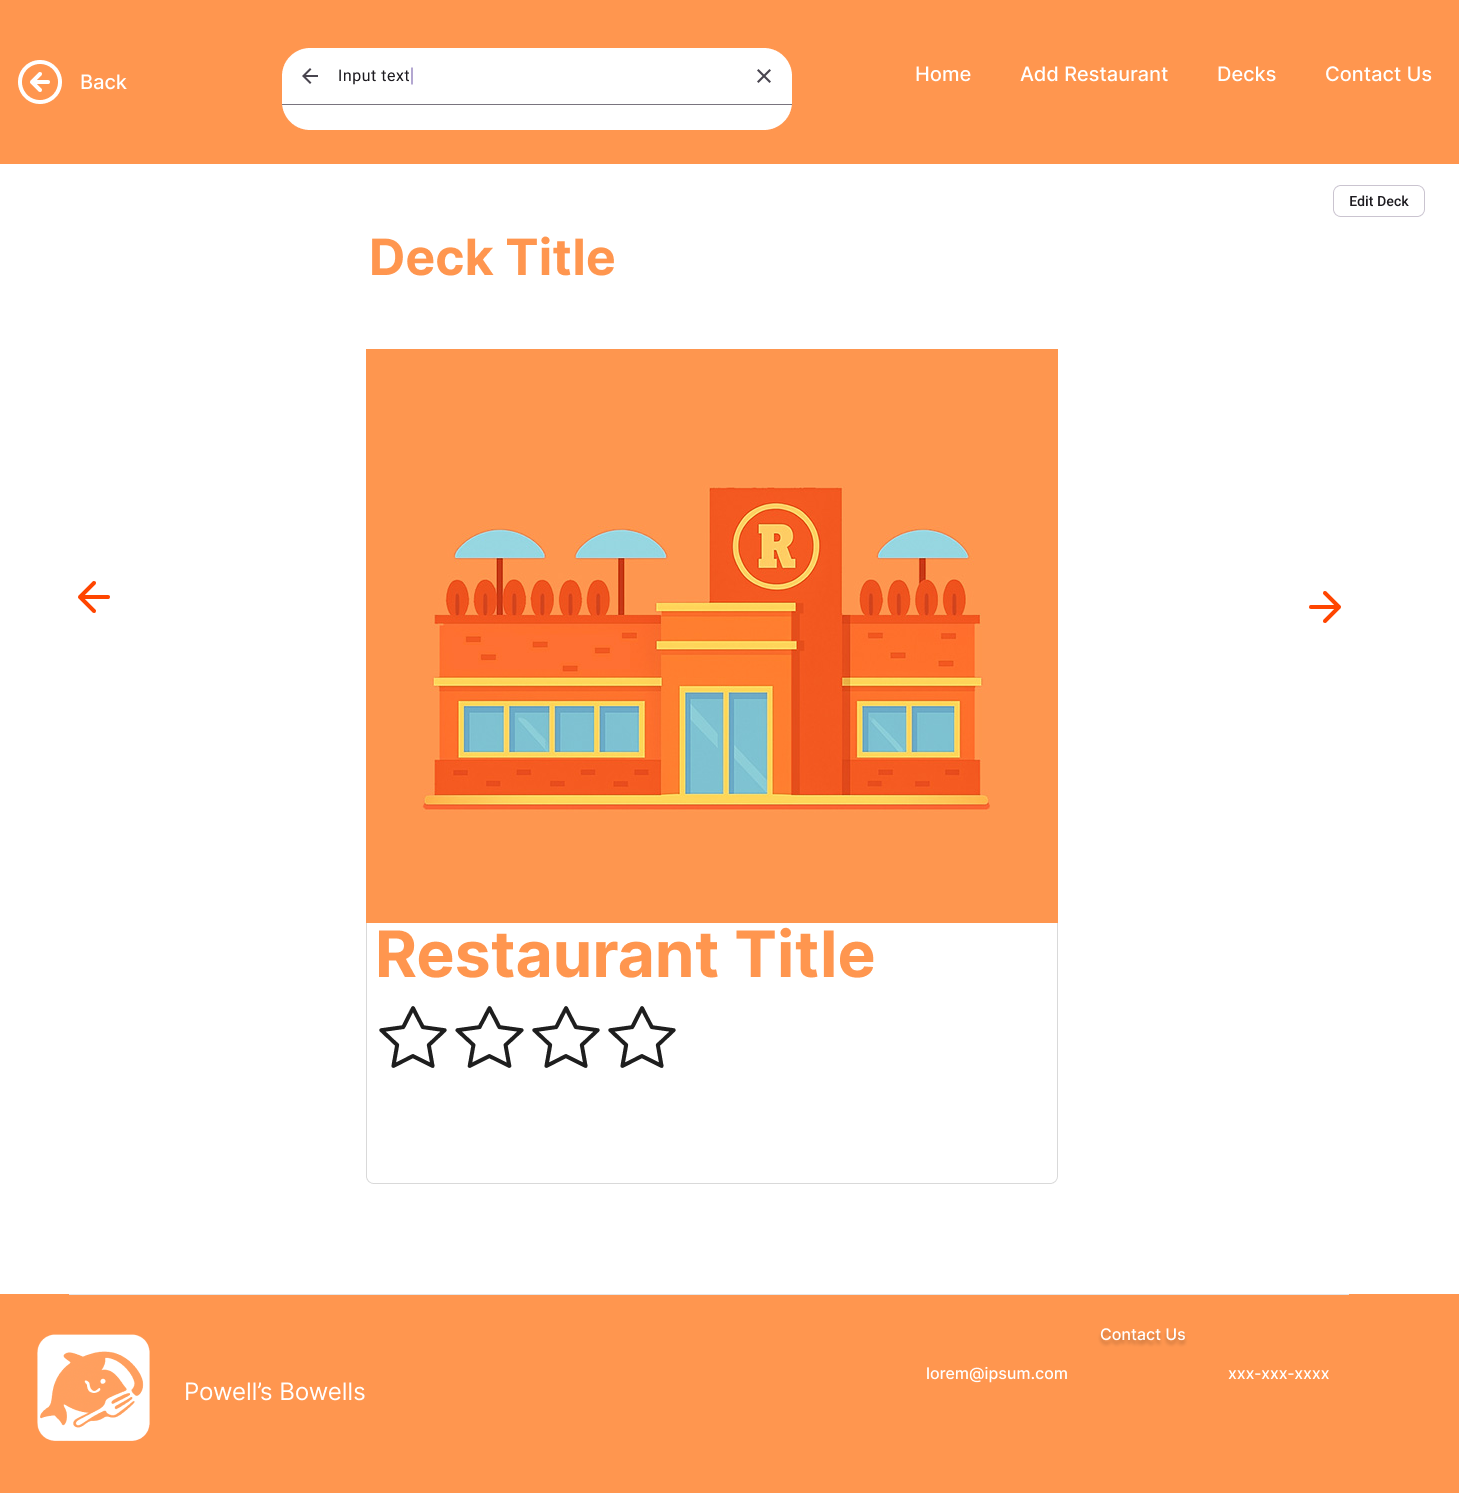 Back
Input text
Home
Add Restaurant
Decks
Contact Us
Edit Deck
Deck Title
R
Restaurant Title
Contact Us
lorem@ipsum.com
xxx-xxx-xxxx
Powell’s Bowells